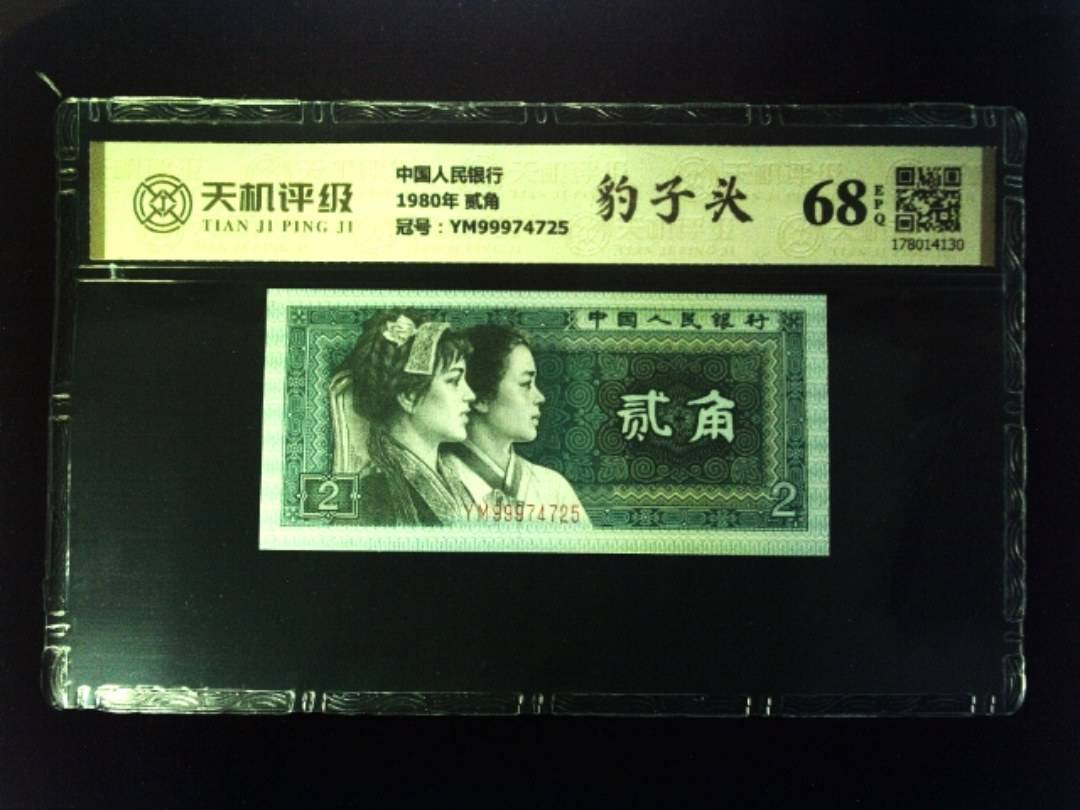 天机评级
TIAN JI PING JI
中国人民银行
1980年 贰角
冠号：YM99974725
豹子头
68
EPQ
178014130
中国人民银行
贰角
2
YM99974725
2